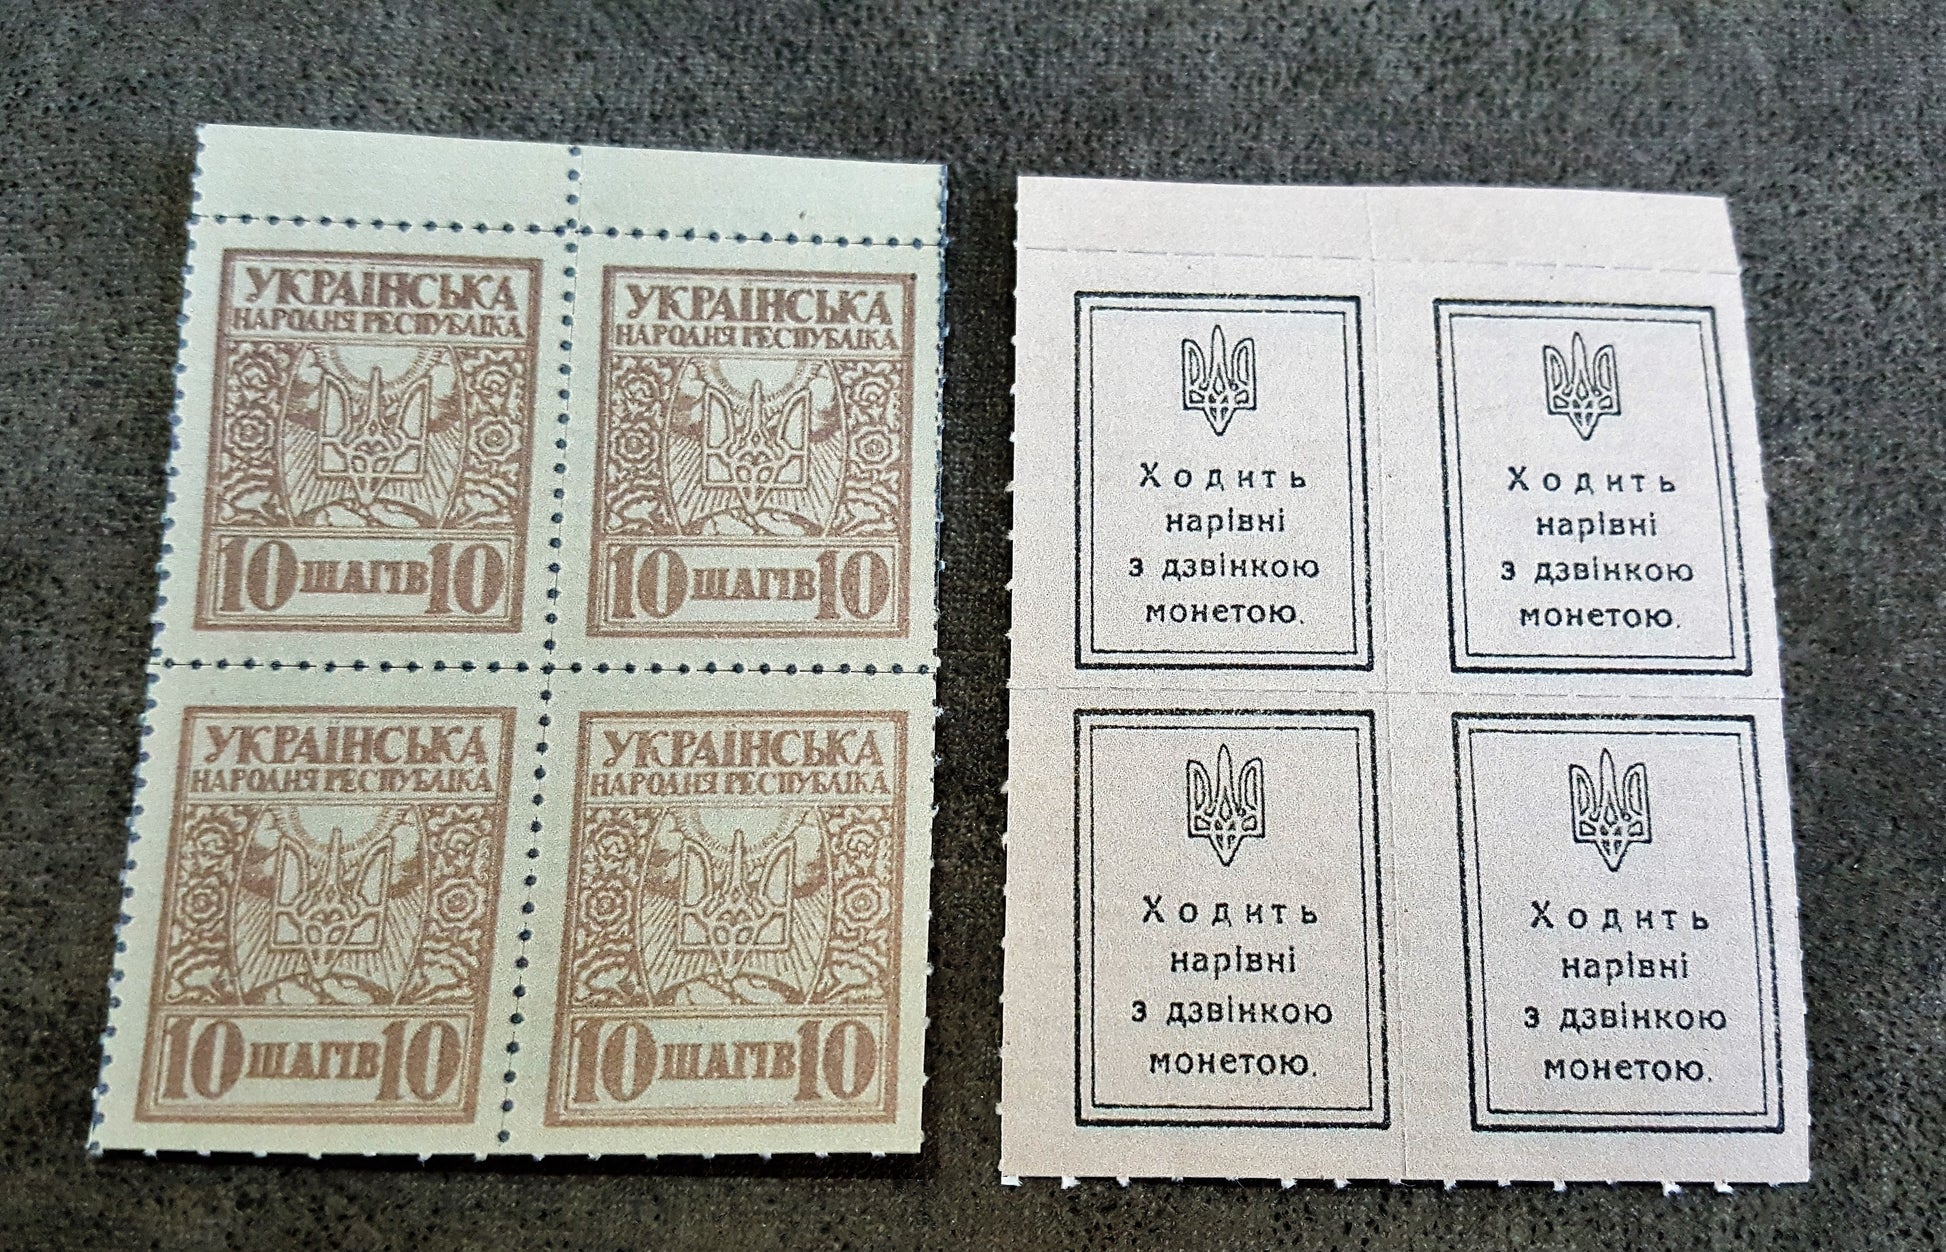 УКРАЇНСЬКА
НАРОДНЯ РЕСПУБЛІКА
10 ШАГІВ 10
УКРАЇНСЬКА
НАРОДНЯ РЕСПУБЛІКА
10 ШАГІВ 10
УКРАЇНСЬКА
НАРОДНЯ РЕСПУБЛІКА
10 ШАГІВ 10
УКРАЇНСЬКА
НАРОДНЯ РЕСПУБЛІКА
10 ШАГІВ 10
Ходить
нарівні
з дзвінкою
монетою.
Ходить
нарівні
з дзвінкою
монетою.
Ходить
нарівні
з дзвінкою
монетою.
Ходить
нарівні
з дзвінкою
монетою.